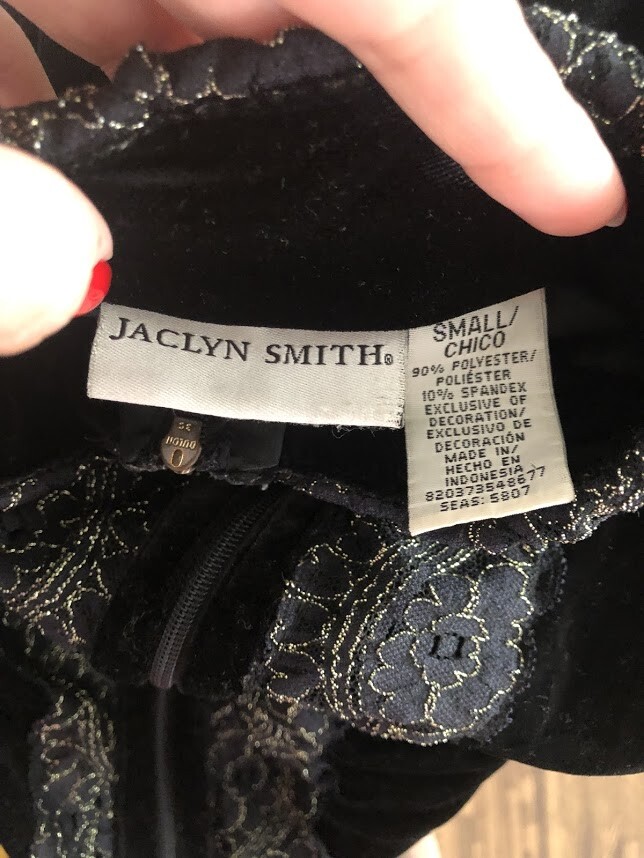 JACLYN SMITH®
SMALL/
CHICO
90% POLYESTER/
POLIÉSTER
10% SPANDEX
EXCLUSIVE OF
DECORATION/
EXCLUSIVO DE
DECORACIÓN
MADE IN/
HECHO EN
INDONESIA
820373548677
SEAS: 5807